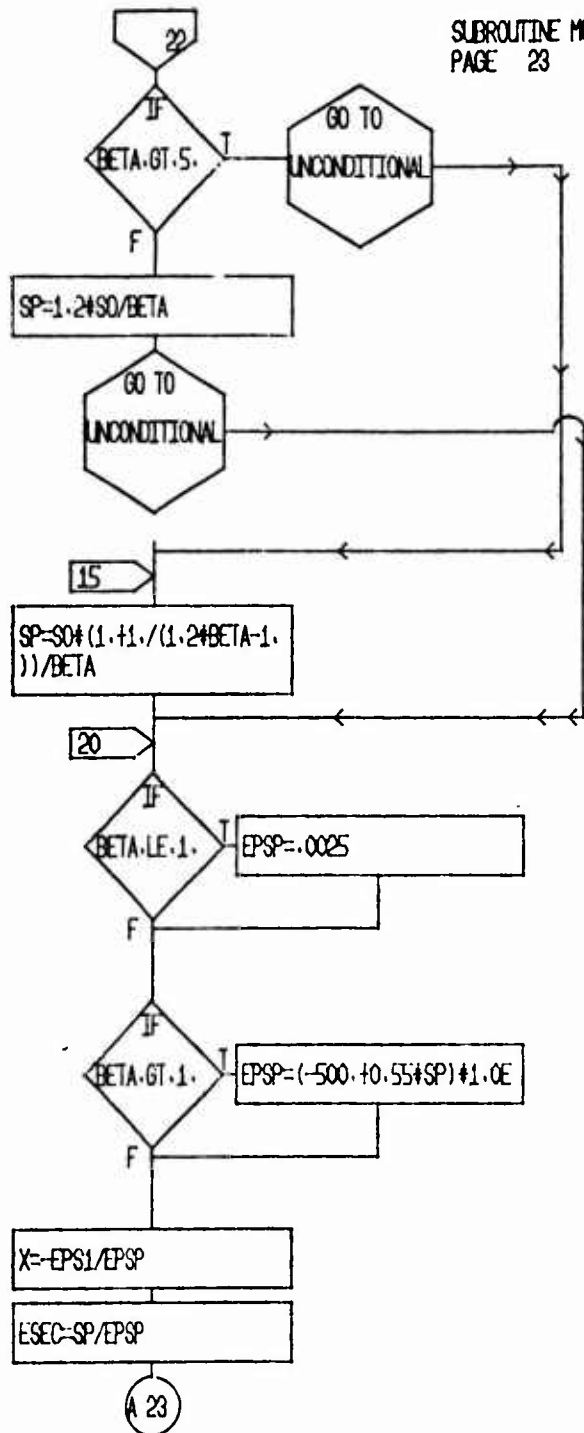 22
SUBROUTINE M
PAGE 23
IF
BETA.GT.5.
T
F
GO TO
UNCONDITIONAL
SP=1.2*SO/BETA
GO TO
UNCONDITIONAL
15
SP=SO*(1.+1./(1.2*BETA-1.
))/BETA
20
IF
BETA.LE.1.
T
F
EPSP=.0025
IF
BETA.GT.1.
T
F
EPSP=(-500.+0.55*SP)*1.0E
X=-EPS1/EPSP
ESEC=SP/EPSP
A 23